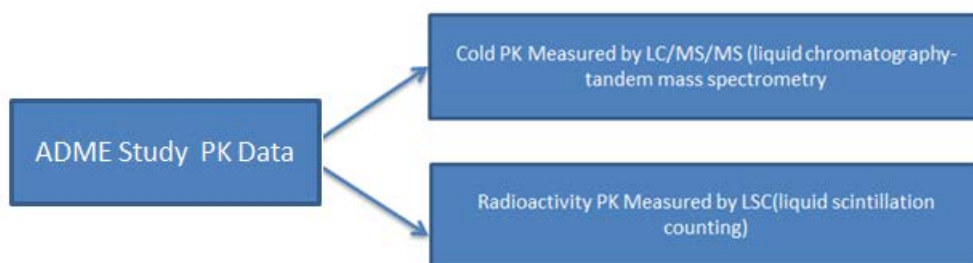 Cold PK Measured by LC/MS/MS (liquid chromatography-
tandem mass spectrometry
ADME Study PK Data
Radioactivity PK Measured by LSC(liquid scintillation
counting)